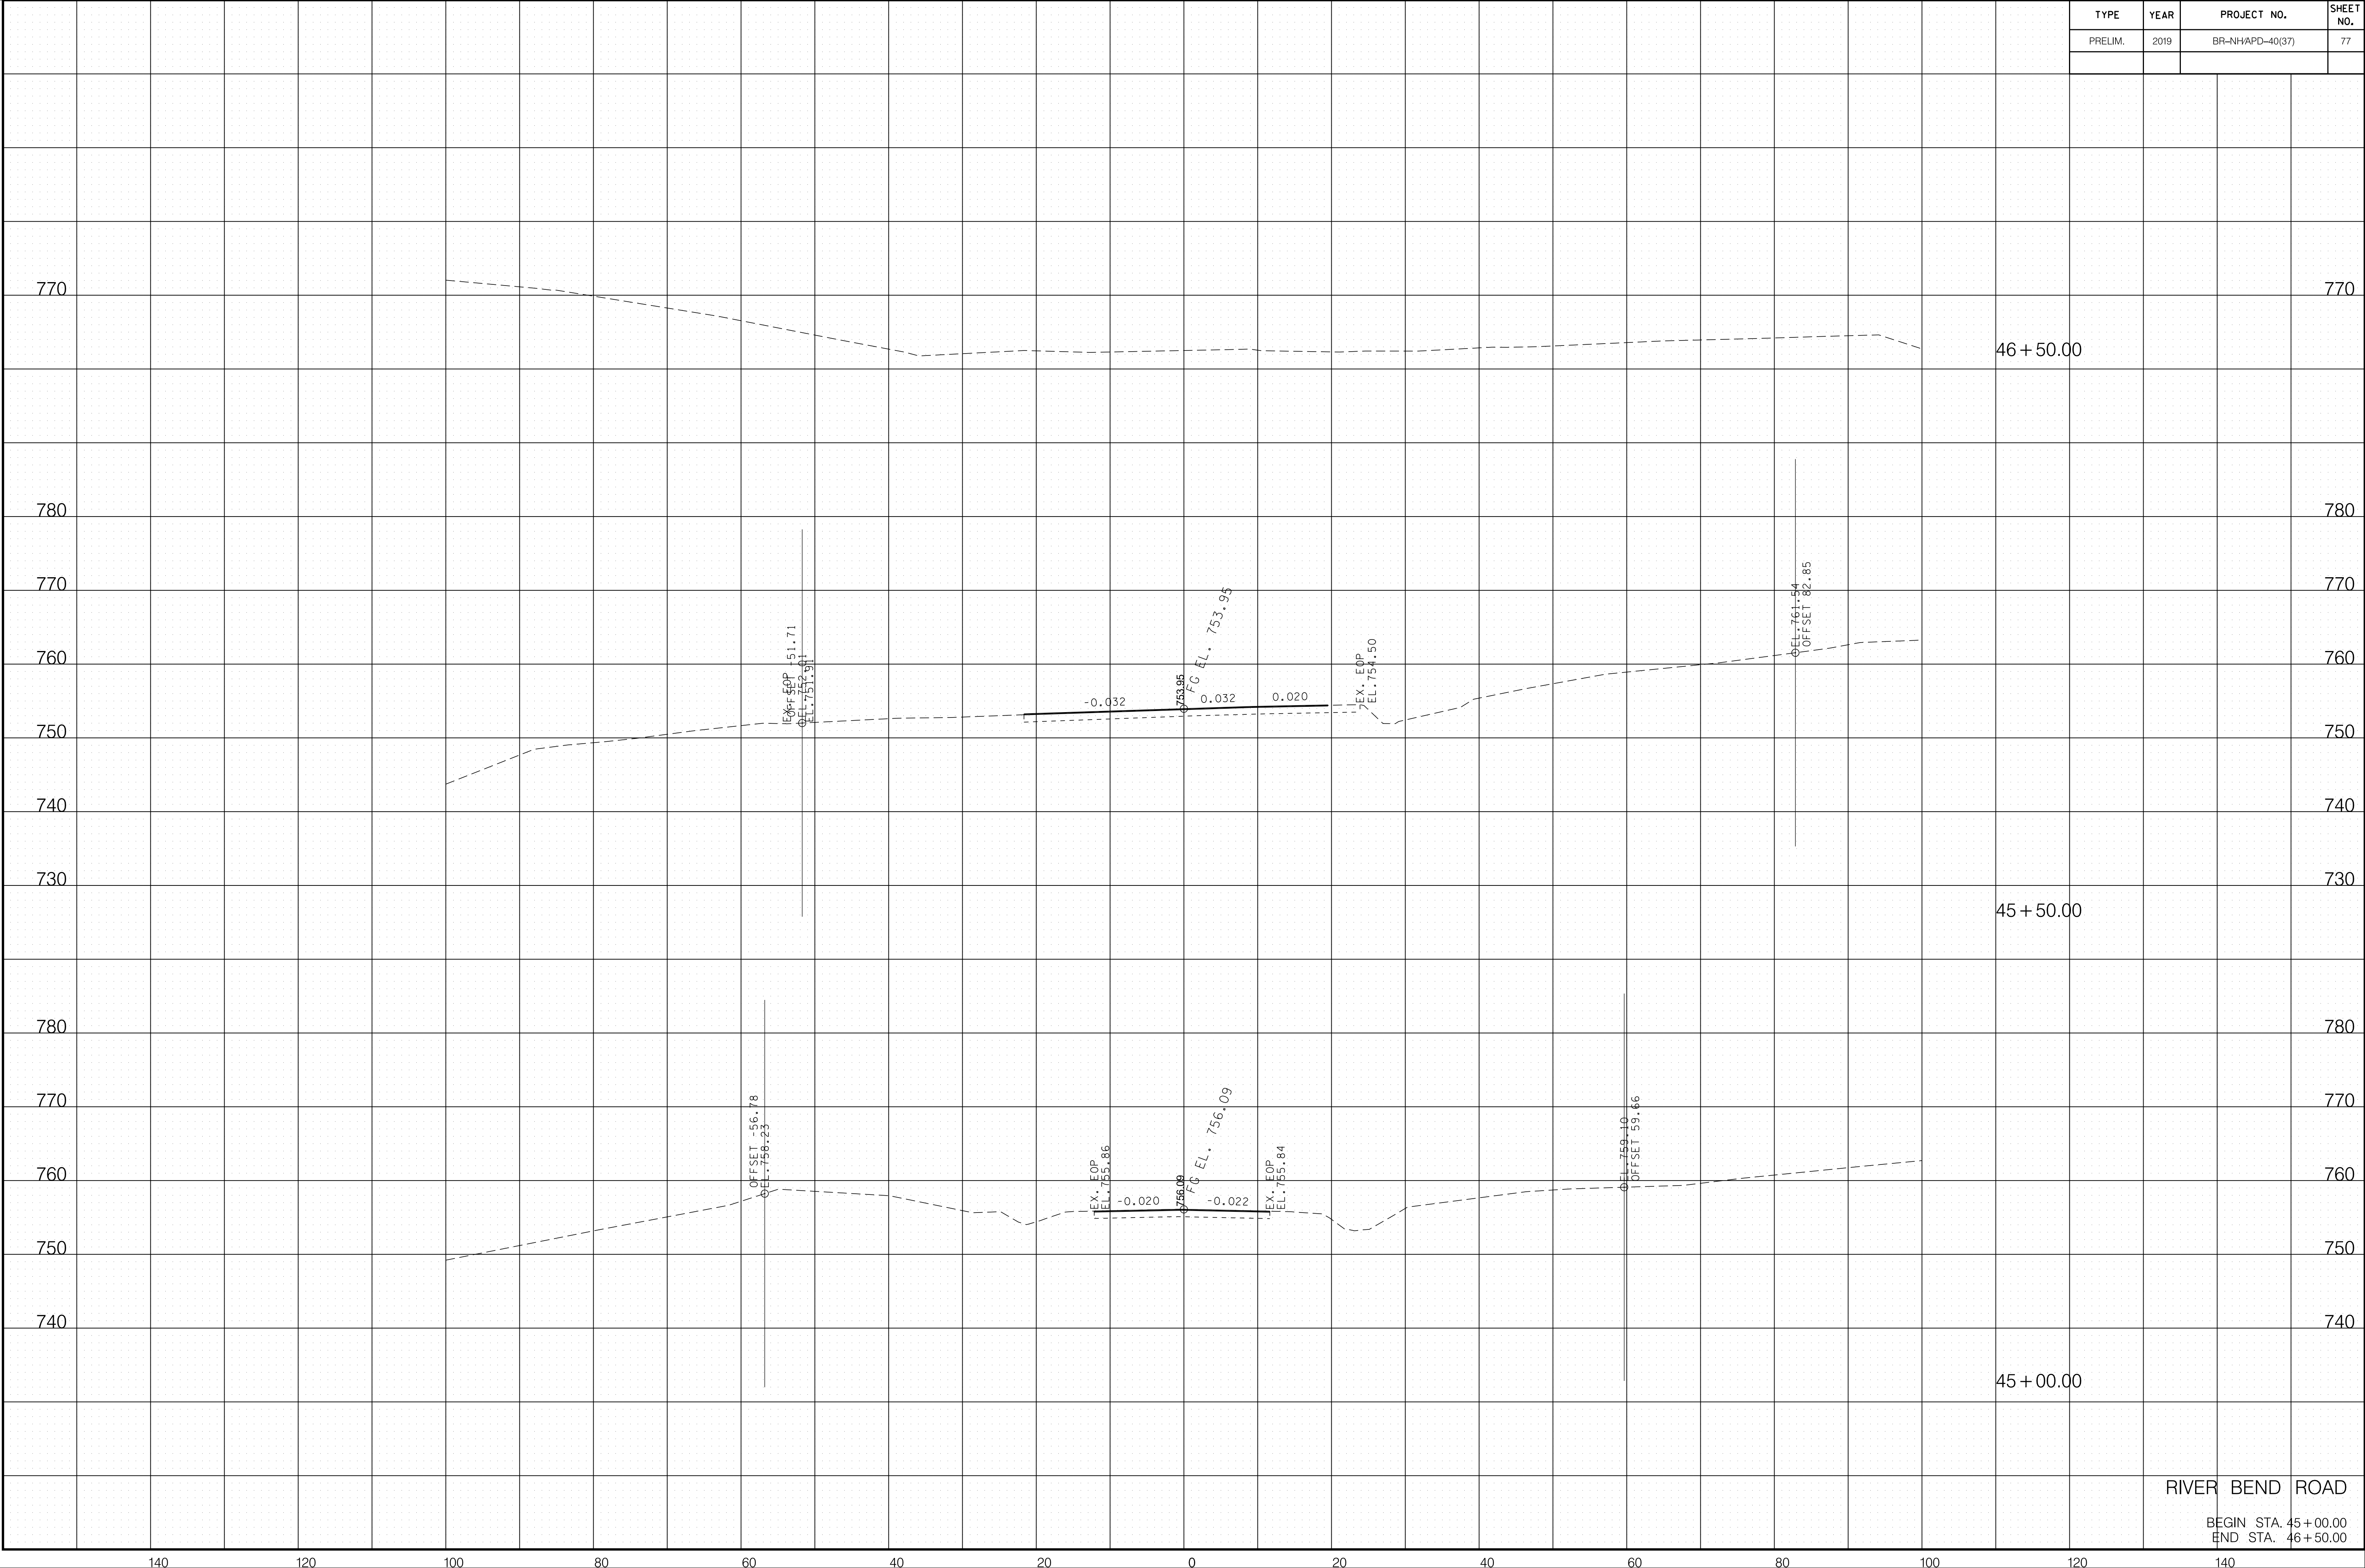 TYPE YEAR PROJECT NO. SHEET NO.
PRELIM. 2019 BR-NH/APD-40(37) 77
770 770
46+50.00
780 780
770 770
760 760
750 750
740 740
730 730
EX. EOP
EL.751.91
OFFSET -51.71
EL.752.01
-0.032
753.95
FG EL. 753.95
0.032
0.020
EX. EOP
EL.754.50
EL.761.54
OFFSET 82.85
45+50.00
780 780
770 770
760 760
750 750
740 740
OFFSET -56.78
EL.758.23
EX. EOP
EL.755.86
-0.020
756.09
FG EL. 756.09
-0.022
EX. EOP
EL.755.84
EL.759.10
OFFSET 59.66
45+00.00
RIVER BEND ROAD
BEGIN STA. 45+00.00
END STA. 46+50.00
140 120 100 80 60 40 20 0 20 40 60 80 100 120 140